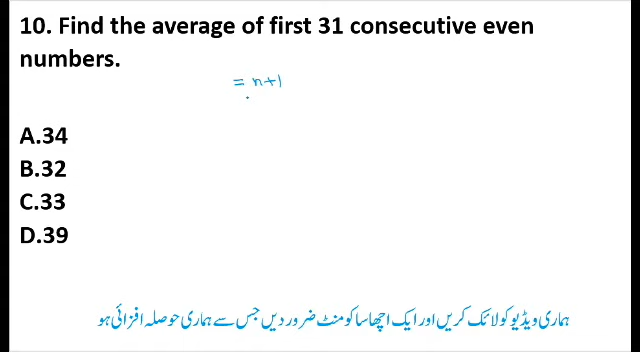 10. Find the average of first 31 consecutive even
numbers.
= n+1
A.34
B.32
C.33
D.39
ہماری ویڈیو کو لائک کریں اور ایک اچھا سا کومنٹ ضرور دیں جس سے ہماری حوصلہ افزائی ہو